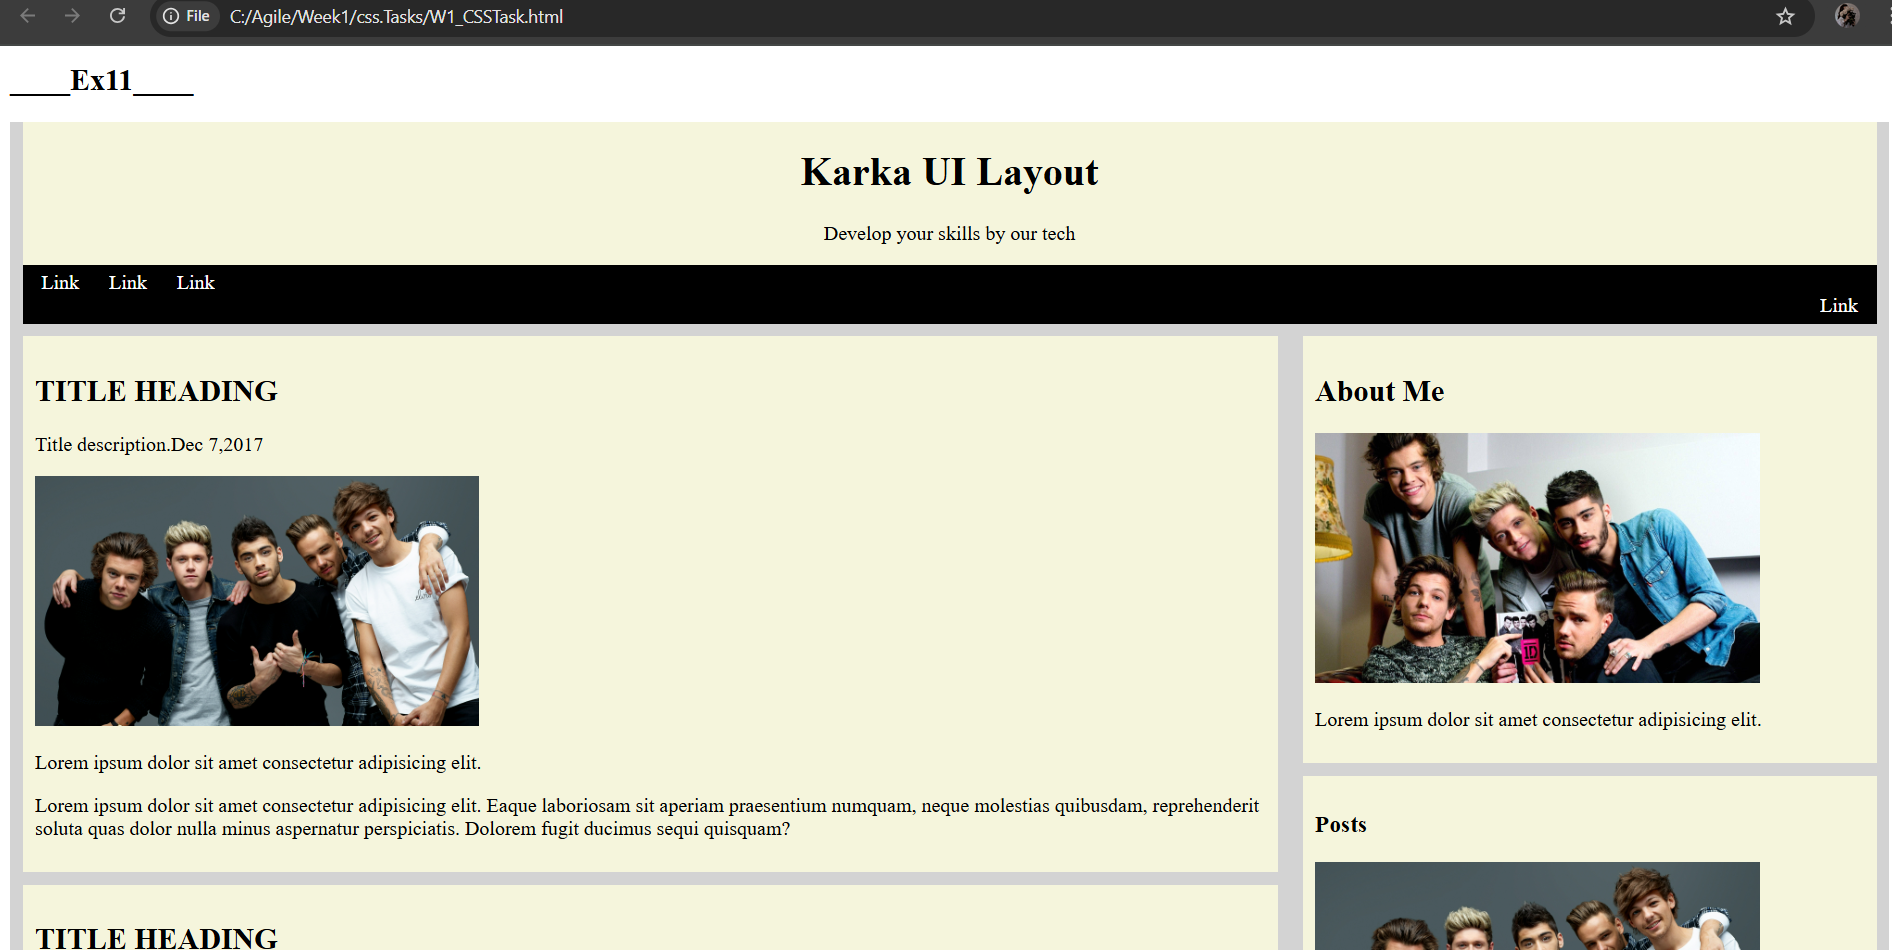 File C:/Agile/Week1/css.Tasks/W1_CSSTask.html
____Ex11____
Karka UI Layout
Develop your skills by our tech
Link Link Link
Link
TITLE HEADING
Title description.Dec 7,2017
Lorem ipsum dolor sit amet consectetur adipisicing elit.
Lorem ipsum dolor sit amet consectetur adipisicing elit. Eaque laboriosam sit aperiam praesentium numquam, neque molestias quibusdam, reprehenderit
soluta quas dolor nulla minus aspernatur perspiciatis. Dolorem fugit ducimus sequi quisquam?
TITLE HEADING
About Me
1D
Lorem ipsum dolor sit amet consectetur adipisicing elit.
Posts